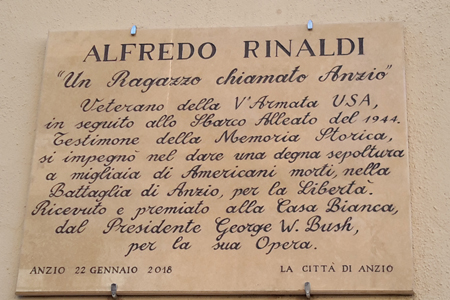 ALFREDO RINALDI
"Un Ragazzo chiamato Anzio"
Veterano della V'Armata USA,
in seguito allo Sbarco Alleato del 1944.
Testimone della Memoria Storica,
si impegnò nel dare una degna sepoltura
a migliaia di Americani morti, nella
Battaglia di Anzio, per la Libertà.
Ricevuto e premiato alla Casa Bianca,
dal Presidente George W. Bush,
per la sua Opera.
ANZIO 22 GENNAIO 2018 LA CITTÀ DI ANZIO